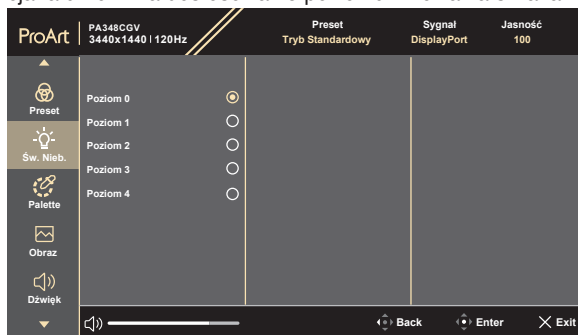 ProArt
PA348CGV
3440x1440 120Hz
Preset
Tryb Standardowy
Sygnał
DisplayPort
Jasność
100
Preset
Św. Nieb.
Palette
Obraz
Dźwięk
Poziom 0
Poziom 1
Poziom 2
Poziom 3
Poziom 4
Back
Enter
Exit